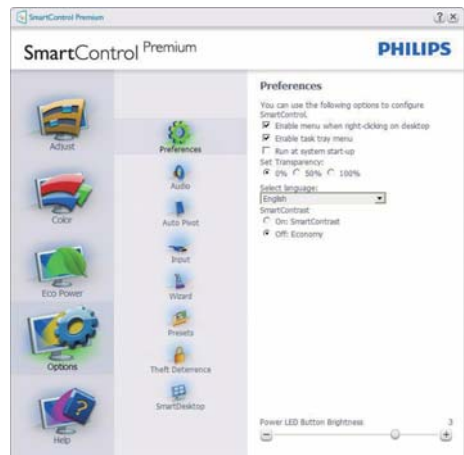 SmartControl Premium
SmartControl Premium
PHILIPS
Adjust
Color
Eco Power
Options
Help
Preferences
Audio
Auto Pivot
Input
Wizard
Presets
Theft Deterrence
SmartDesktop
Preferences
You can use the following options to configure
SmartControl.
Enable menu when right-clicking on desktop
Enable task tray menu
Run at system start-up
Set Transparency:
0% 50% 100%
Select language:
English
SmartContrast
On: SmartContrast
Off: Economy
Power LED Button Brightness 3